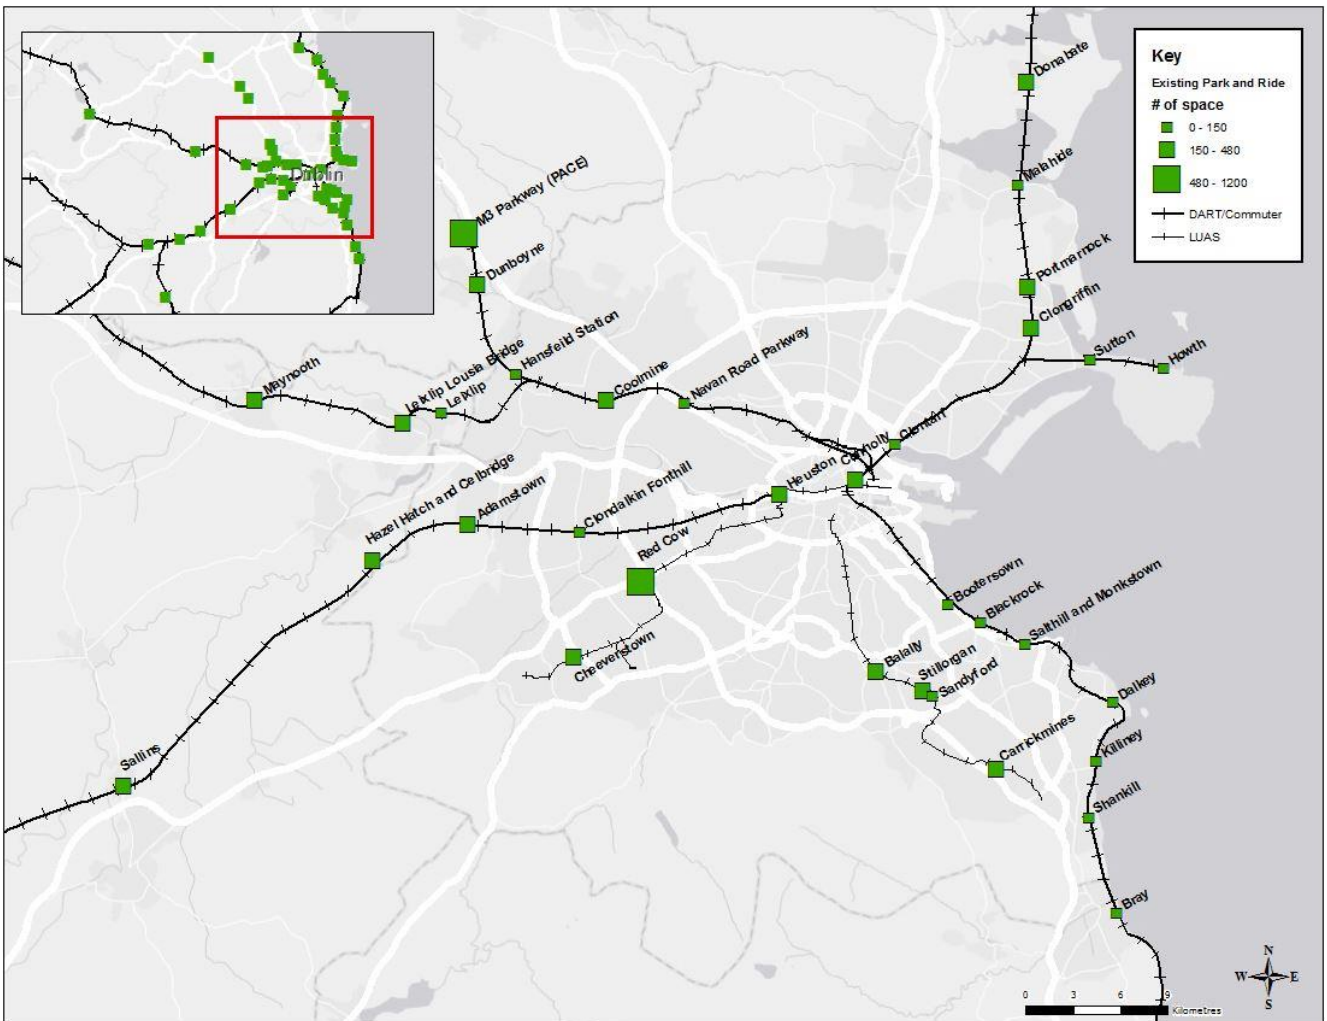 Key
Existing Park and Ride
# of space
0 - 150
150 - 480
480 - 1200
DART/Commuter
LUAS
Dublin
Donabate
Malahide
M3 Parkway (PACE)
Dunboyne
Portmarnock
Clongriffin
Sutton
Howth
Hansfeild Station
Leixlip Lousia Bridge
Leixlip
Maynooth
Coolmine
Navan Road Parkway
Clontarf
Connolly
Heuston
Hazel Hatch and Celbridge
Adamstown
Clondalkin Fonthill
Red Cow
Cheeverstown
Bootersown
Blackrock
Salthill and Monkstown
Balally
Stillorgan
Sandyford
Dalkey
Carrickmines
Killiney
Sallins
Shankill
Bray
N
W E
S
0 3 6 9
Kilometres